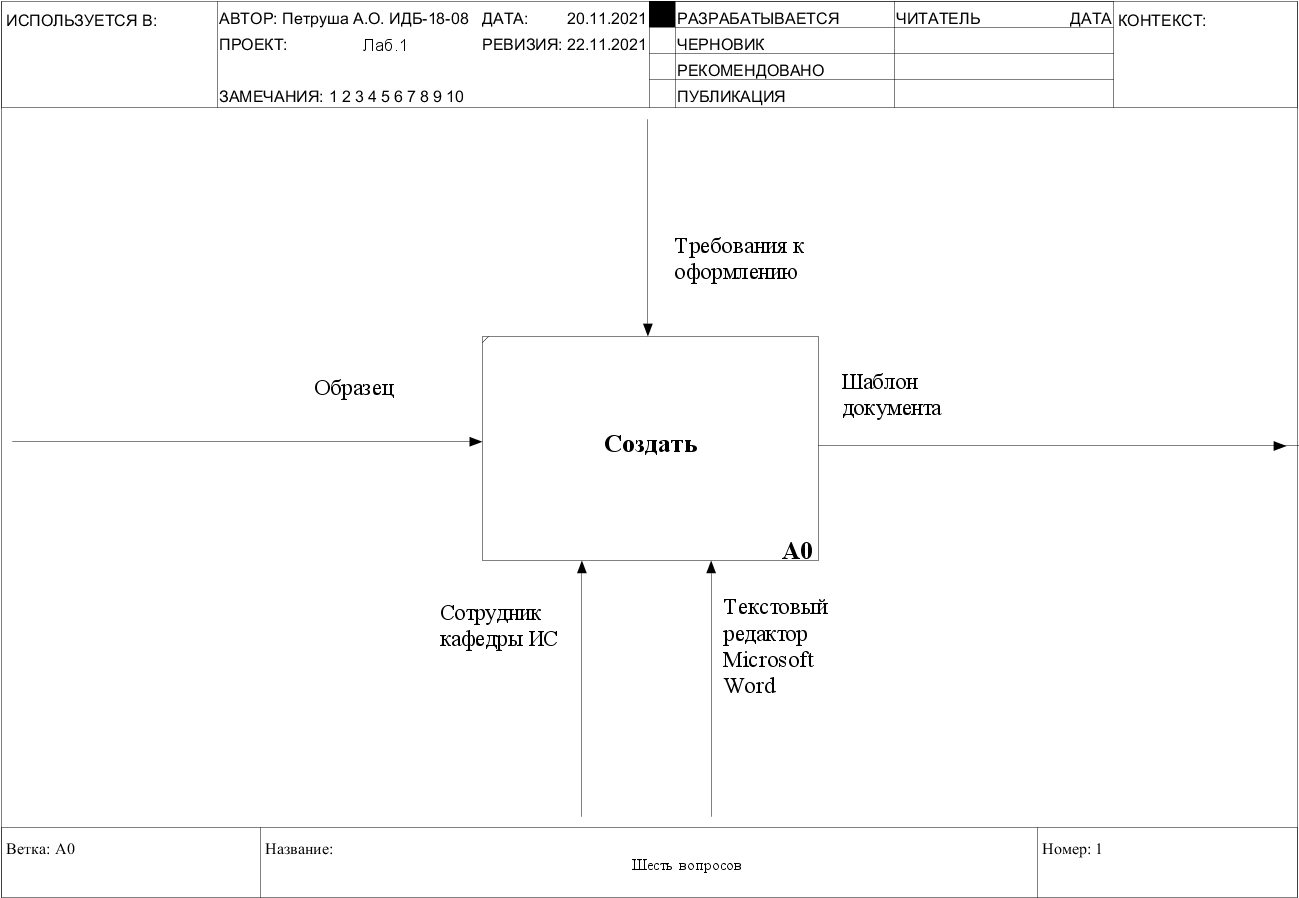 ИСПОЛЬЗУЕТСЯ В:
АВТОР: Петруша А.О. ИДБ-18-08 ДАТА: 20.11.2021
ПРОЕКТ: Лаб.1 РЕВИЗИЯ: 22.11.2021
ЗАМЕЧАНИЯ: 1 2 3 4 5 6 7 8 9 10
РАЗРАБАТЫВАЕТСЯ
ЧЕРНОВИК
РЕКОМЕНДОВАНО
ПУБЛИКАЦИЯ
ЧИТАТЕЛЬ ДАТА
КОНТЕКСТ:
Требования к
оформлению
Образец
Шаблон
документа
Создать
А0
Сотрудник
кафедры ИС
Текстовый
редактор
Microsoft
Word
Ветка: А0
Название:
Шесть вопросов
Номер: 1